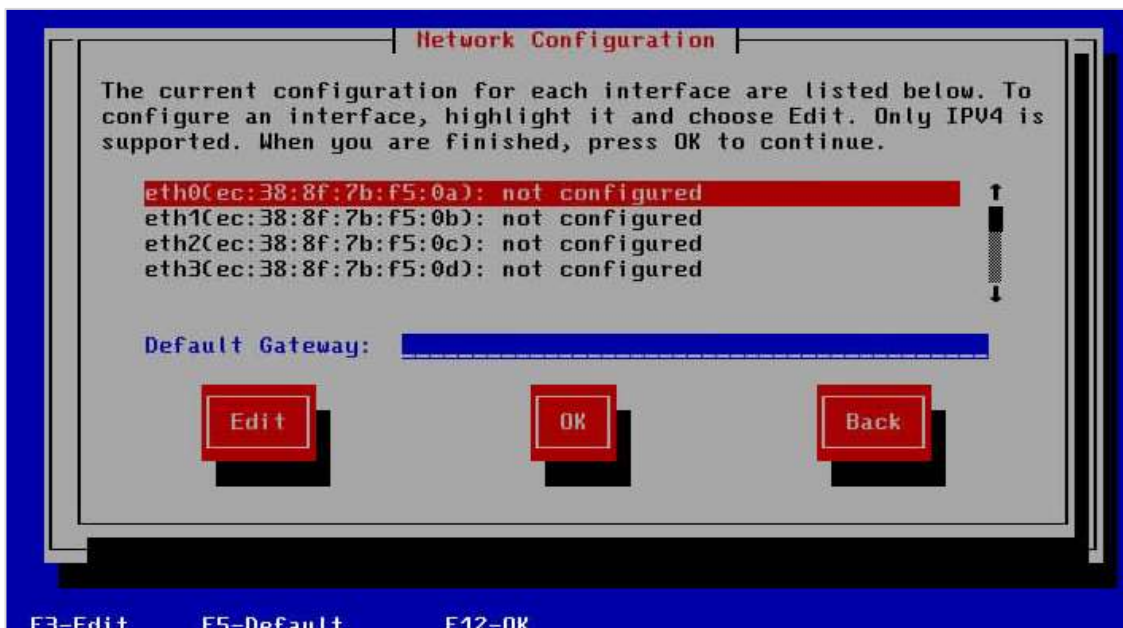 Network Configuration
The current configuration for each interface are listed below. To
configure an interface, highlight it and choose Edit. Only IPV4 is
supported. When you are finished, press OK to continue.
eth0(ec:38:8f:7b:f5:0a): not configured
eth1(ec:38:8f:7b:f5:0b): not configured
eth2(ec:38:8f:7b:f5:0c): not configured
eth3(ec:38:8f:7b:f5:0d): not configured
Default Gateway:
Edit OK Back
F3-Edit F5-Default F12-OK